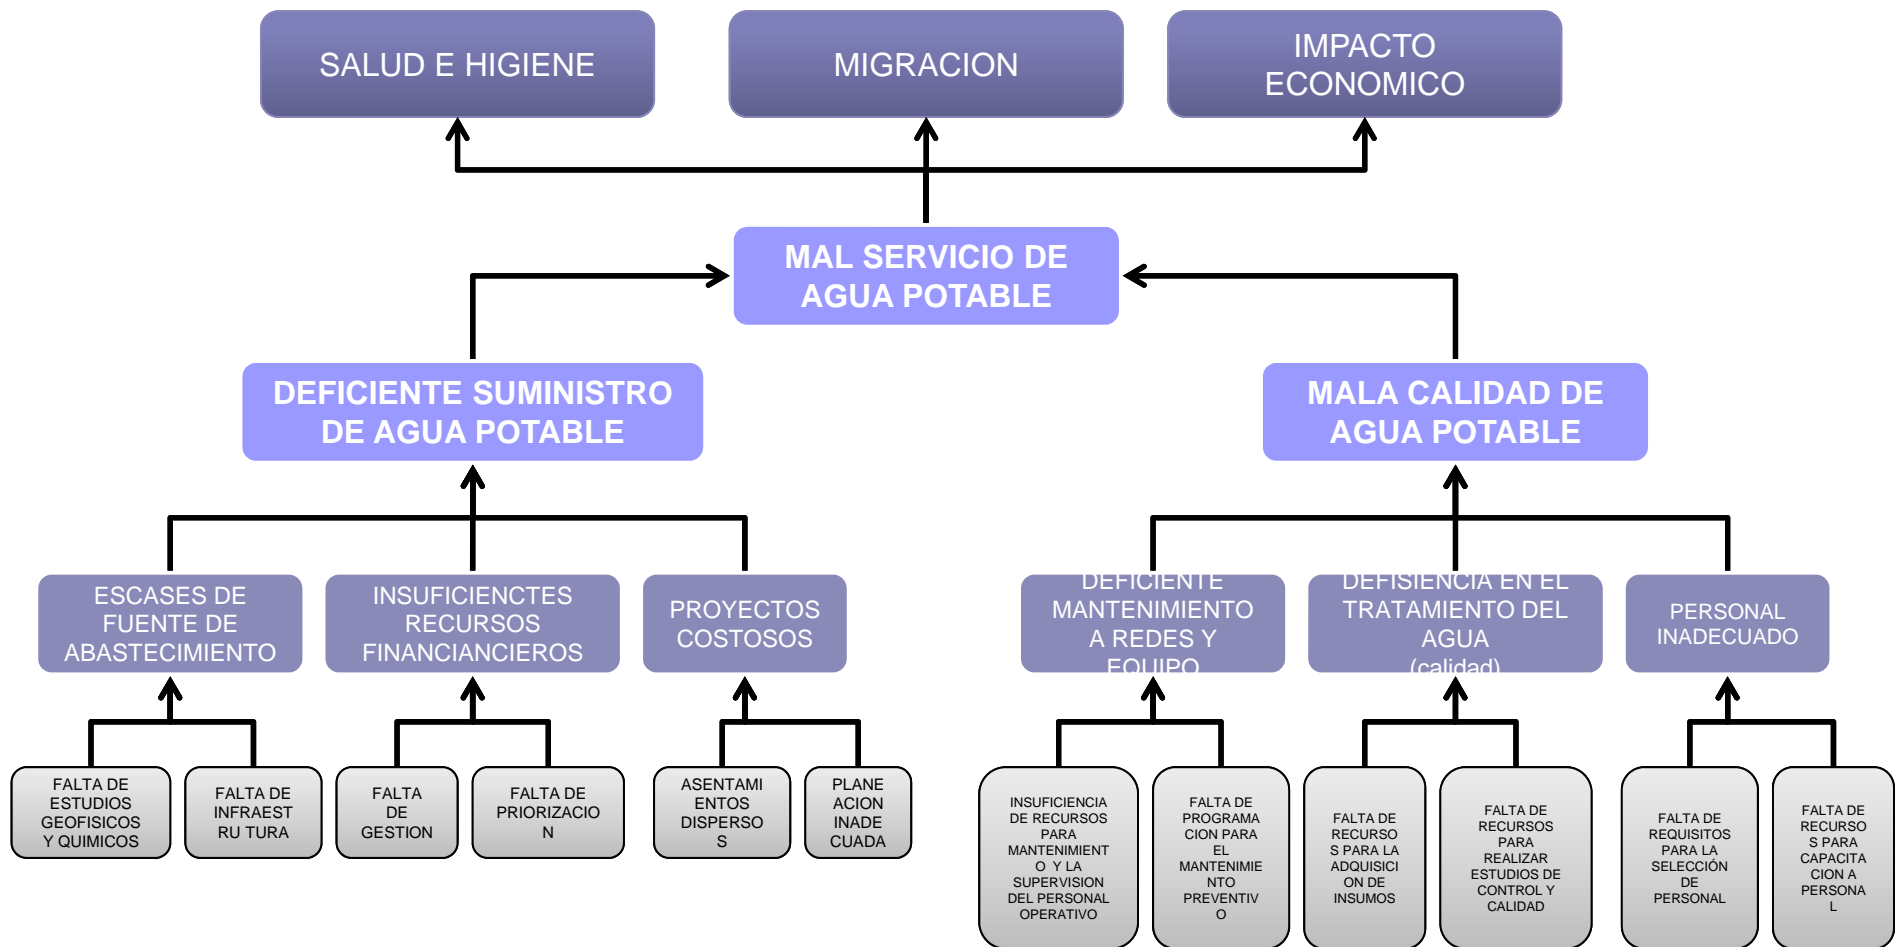 SALUD E HIGIENE
MIGRACION
IMPACTO
ECONOMICO
MAL SERVICIO DE
AGUA POTABLE
DEFICIENTE SUMINISTRO
DE AGUA POTABLE
MALA CALIDAD DE
AGUA POTABLE
ESCASES DE
FUENTE DE
ABASTECIMIENTO
INSUFICIENCTES
RECURSOS
FINANCIANCIEROS
PROYECTOS
COSTOSOS
DEFICIENTE
MANTENIMIENTO
A REDES Y
EQUIPO
DEFISIENCIA EN EL
TRATAMIENTO DEL
AGUA
(calidad)
PERSONAL
INADECUADO
FALTA DE
ESTUDIOS
GEOFISICOS
Y QUIMICOS
FALTA DE
INFRAEST
RU TURA
FALTA
DE
GESTION
FALTA DE
PRIORIZACIO
N
ASENTAMI
ENTOS
DISPERSO
S
PLANE
ACION
INADE
CUADA
INSUFICIENCIA
DE RECURSOS
PARA
MANTENIMIENT
O Y LA
SUPERVISION
DEL PERSONAL
OPERATIVO
FALTA DE
PROGRAMA
CION PARA
EL
MANTENIMIE
NTO
PREVENTIV
O
FALTA DE
RECURSO
S PARA LA
ADQUISICI
ON DE
INSUMOS
FALTA DE
RECURSOS
PARA
REALIZAR
ESTUDIOS DE
CONTROL Y
CALIDAD
FALTA DE
REQUISITOS
PARA LA
SELECCIÓN
DE
PERSONAL
FALTA DE
RECURSO
S PARA
CAPACITA
CION A
PERSONA
L